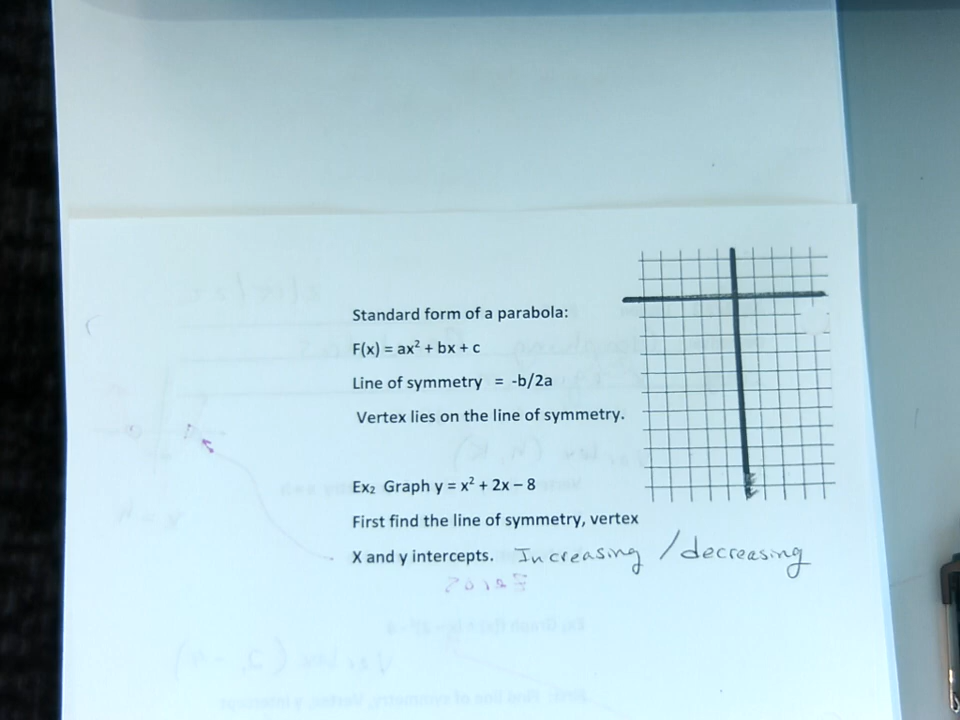 Standard form of a parabola:
F(x) = ax² + bx + c
Line of symmetry = -b/2a
Vertex lies on the line of symmetry.
Ex₂ Graph y = x² + 2x – 8
First find the line of symmetry, vertex
X and y intercepts. Increasing / decreasing